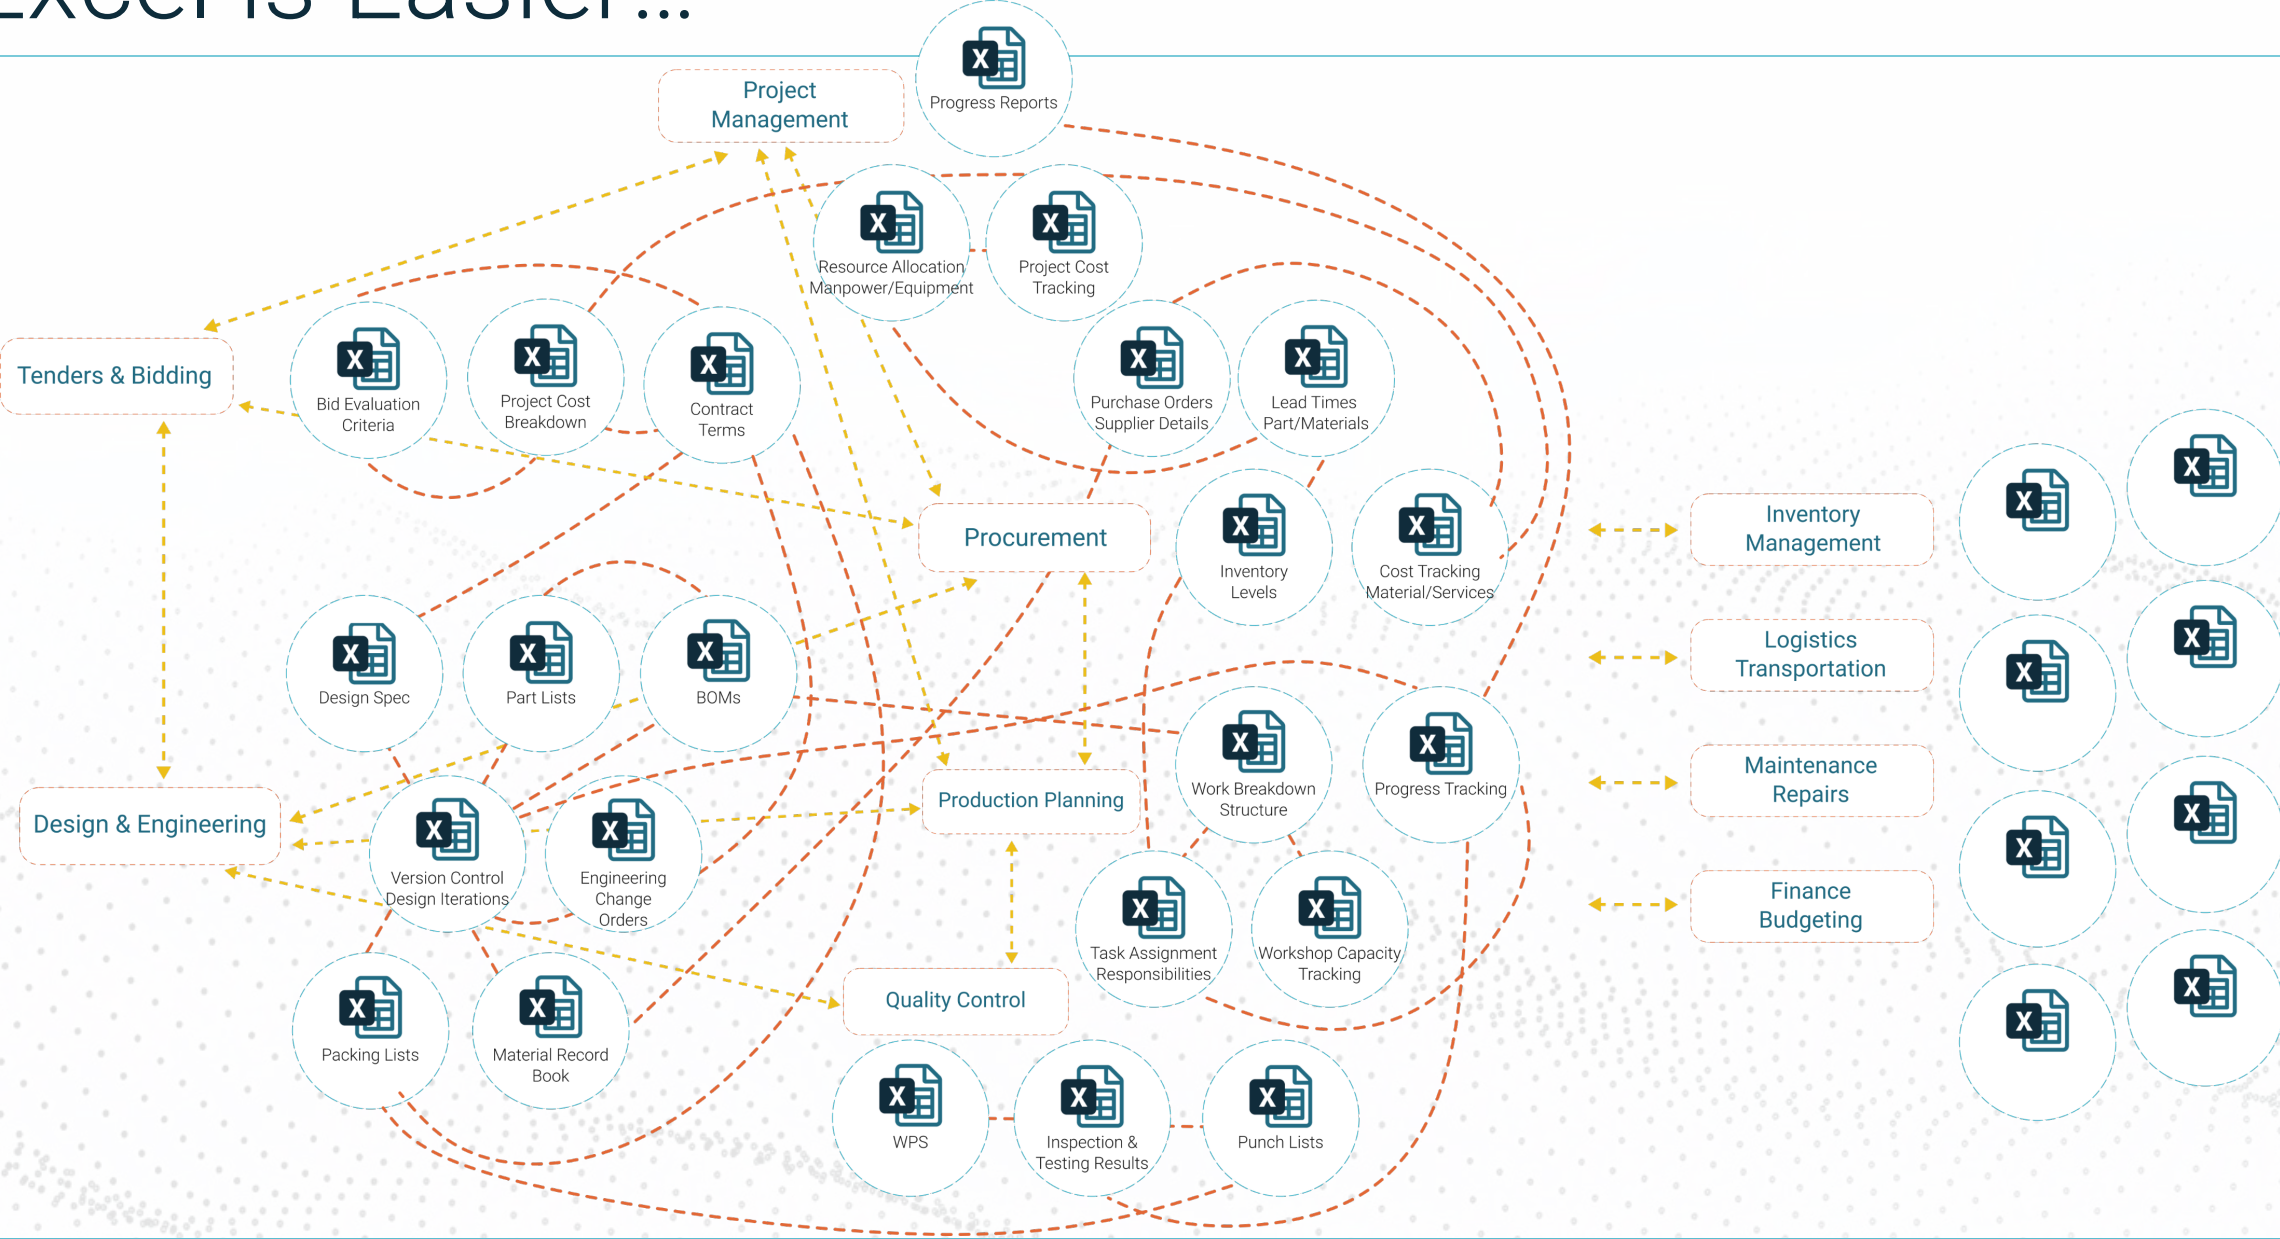 Excel is Easier...
Progress Reports
Project
Management
Resource Allocation
Manpower/Equipment
Project Cost
Tracking
Tenders & Bidding
Bid Evaluation
Criteria
Project Cost
Breakdown
Contract
Terms
Purchase Orders
Supplier Details
Lead Times
Part/Materials
Procurement
Inventory
Levels
Cost Tracking
Material/Services
Inventory
Management
Logistics
Transportation
Maintenance
Repairs
Finance
Budgeting
Design Spec
Part Lists
BOMs
Design & Engineering
Version Control
Design Iterations
Engineering
Change
Orders
Production Planning
Work Breakdown
Structure
Progress Tracking
Task Assignment
Responsibilities
Workshop Capacity
Tracking
Packing Lists
Material Record
Book
Quality Control
WPS
Inspection &
Testing Results
Punch Lists